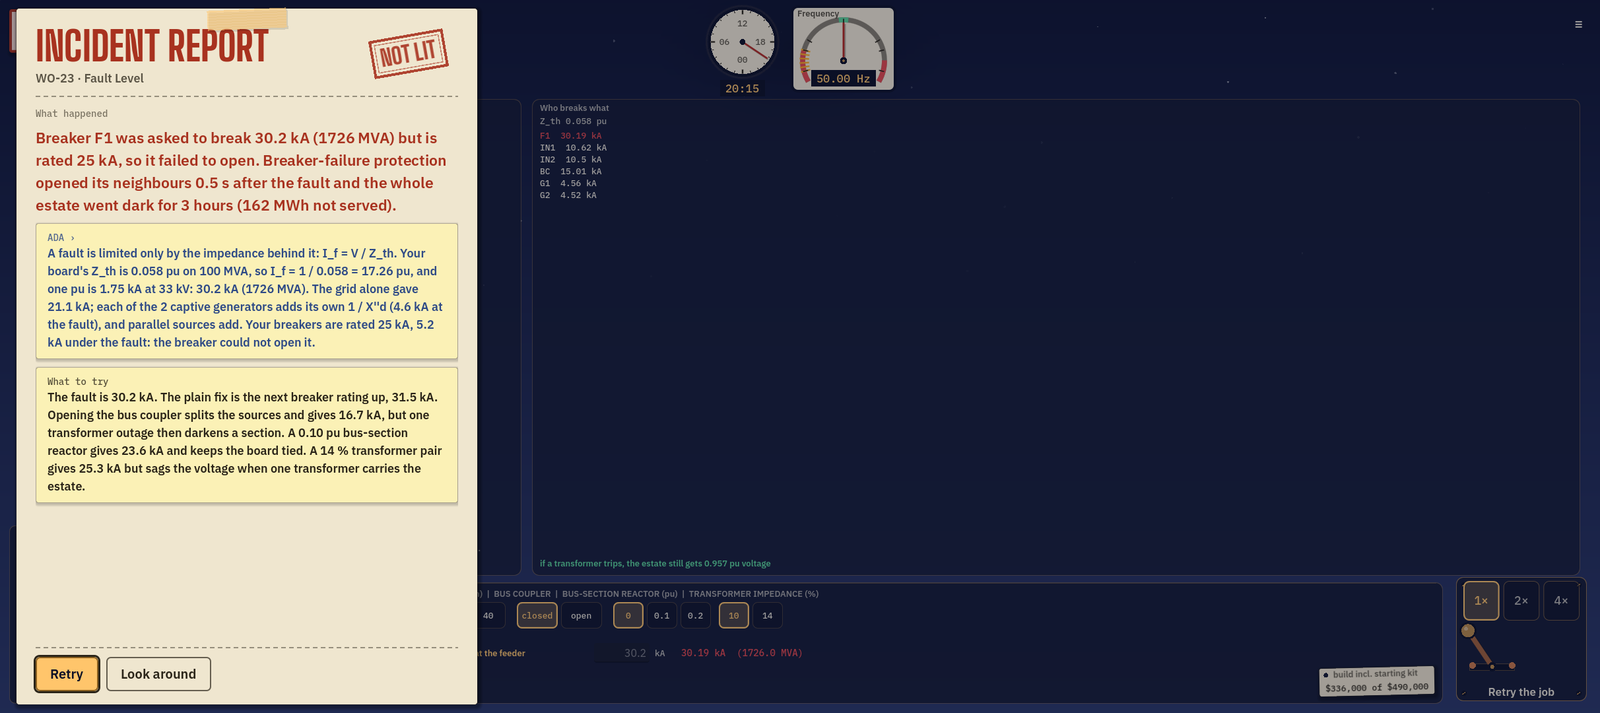 INCIDENT REPORT
NOT LIT
WO-23 · Fault Level
What happened
Breaker F1 was asked to break 30.2 kA (1726 MVA) but is
rated 25 kA, so it failed to open. Breaker-failure protection
opened its neighbours 0.5 s after the fault and the whole
estate went dark for 3 hours (162 MWh not served).
ADA ›
A fault is limited only by the impedance behind it: I_f = V / Z_th. Your
board's Z_th is 0.058 pu on 100 MVA, so I_f = 1 / 0.058 = 17.26 pu, and
one pu is 1.75 kA at 33 kV: 30.2 kA (1726 MVA). The grid alone gave
21.1 kA; each of the 2 captive generators adds its own 1 / X''d (4.6 kA at
the fault), and parallel sources add. Your breakers are rated 25 kA, 5.2
kA under the fault: the breaker could not open it.
What to try
The fault is 30.2 kA. The plain fix is the next breaker rating up, 31.5 kA.
Opening the bus coupler splits the sources and gives 16.7 kA, but one
transformer outage then darkens a section. A 0.10 pu bus-section
reactor gives 23.6 kA and keeps the board tied. A 14 % transformer pair
gives 25.3 kA but sags the voltage when one transformer carries the
estate.
Retry
Look around
12
06
18
00
20:15
Frequency
50.00 Hz
≡
Who breaks what
Z_th 0.058 pu
F1 30.19 kA
IN1 10.62 kA
IN2 10.5 kA
BC 15.01 kA
G1 4.56 kA
G2 4.52 kA
if a transformer trips, the estate still gets 0.957 pu voltage
) | BUS COUPLER | BUS-SECTION REACTOR (pu) | TRANSFORMER IMPEDANCE (%)
40 closed open 0 0.1 0.2 10 14
t the feeder 30.2 kA 30.19 kA (1726.0 MVA)
build incl. starting kit
$336,000 of $490,000
1× 2× 4×
Retry the job